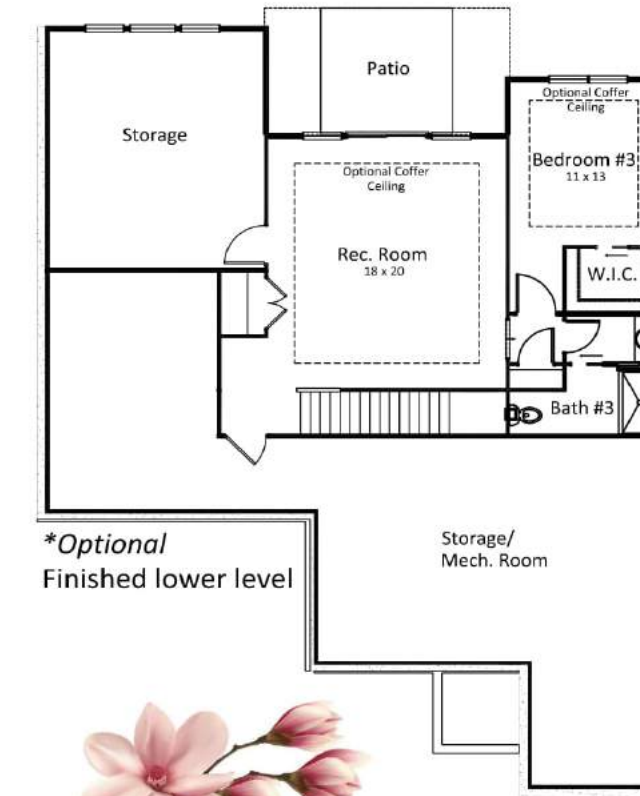 Patio
Storage
Optional Coffer
Ceiling
Bedroom #3
11 x 13
Optional Coffer
Ceiling
Rec. Room
18 x 20
W.I.C.
Bath #3
Storage/
Mech. Room
*Optional
Finished lower level